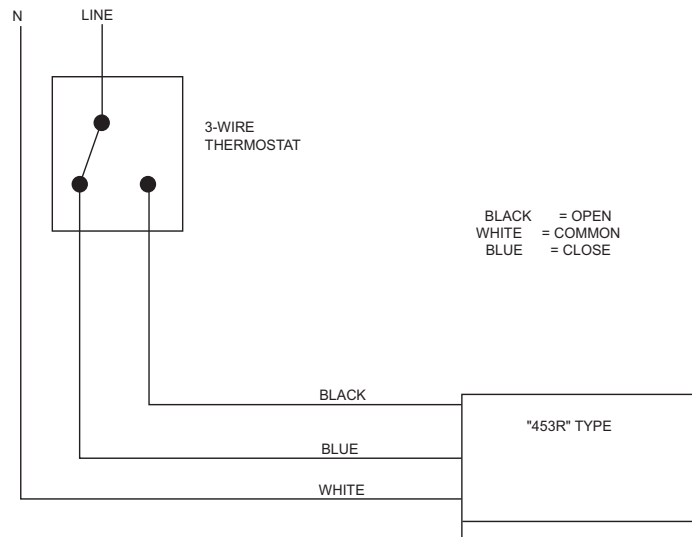 N
LINE
3-WIRE
THERMOSTAT
BLACK = OPEN
WHITE = COMMON
BLUE = CLOSE
BLACK
"453R" TYPE
BLUE
WHITE